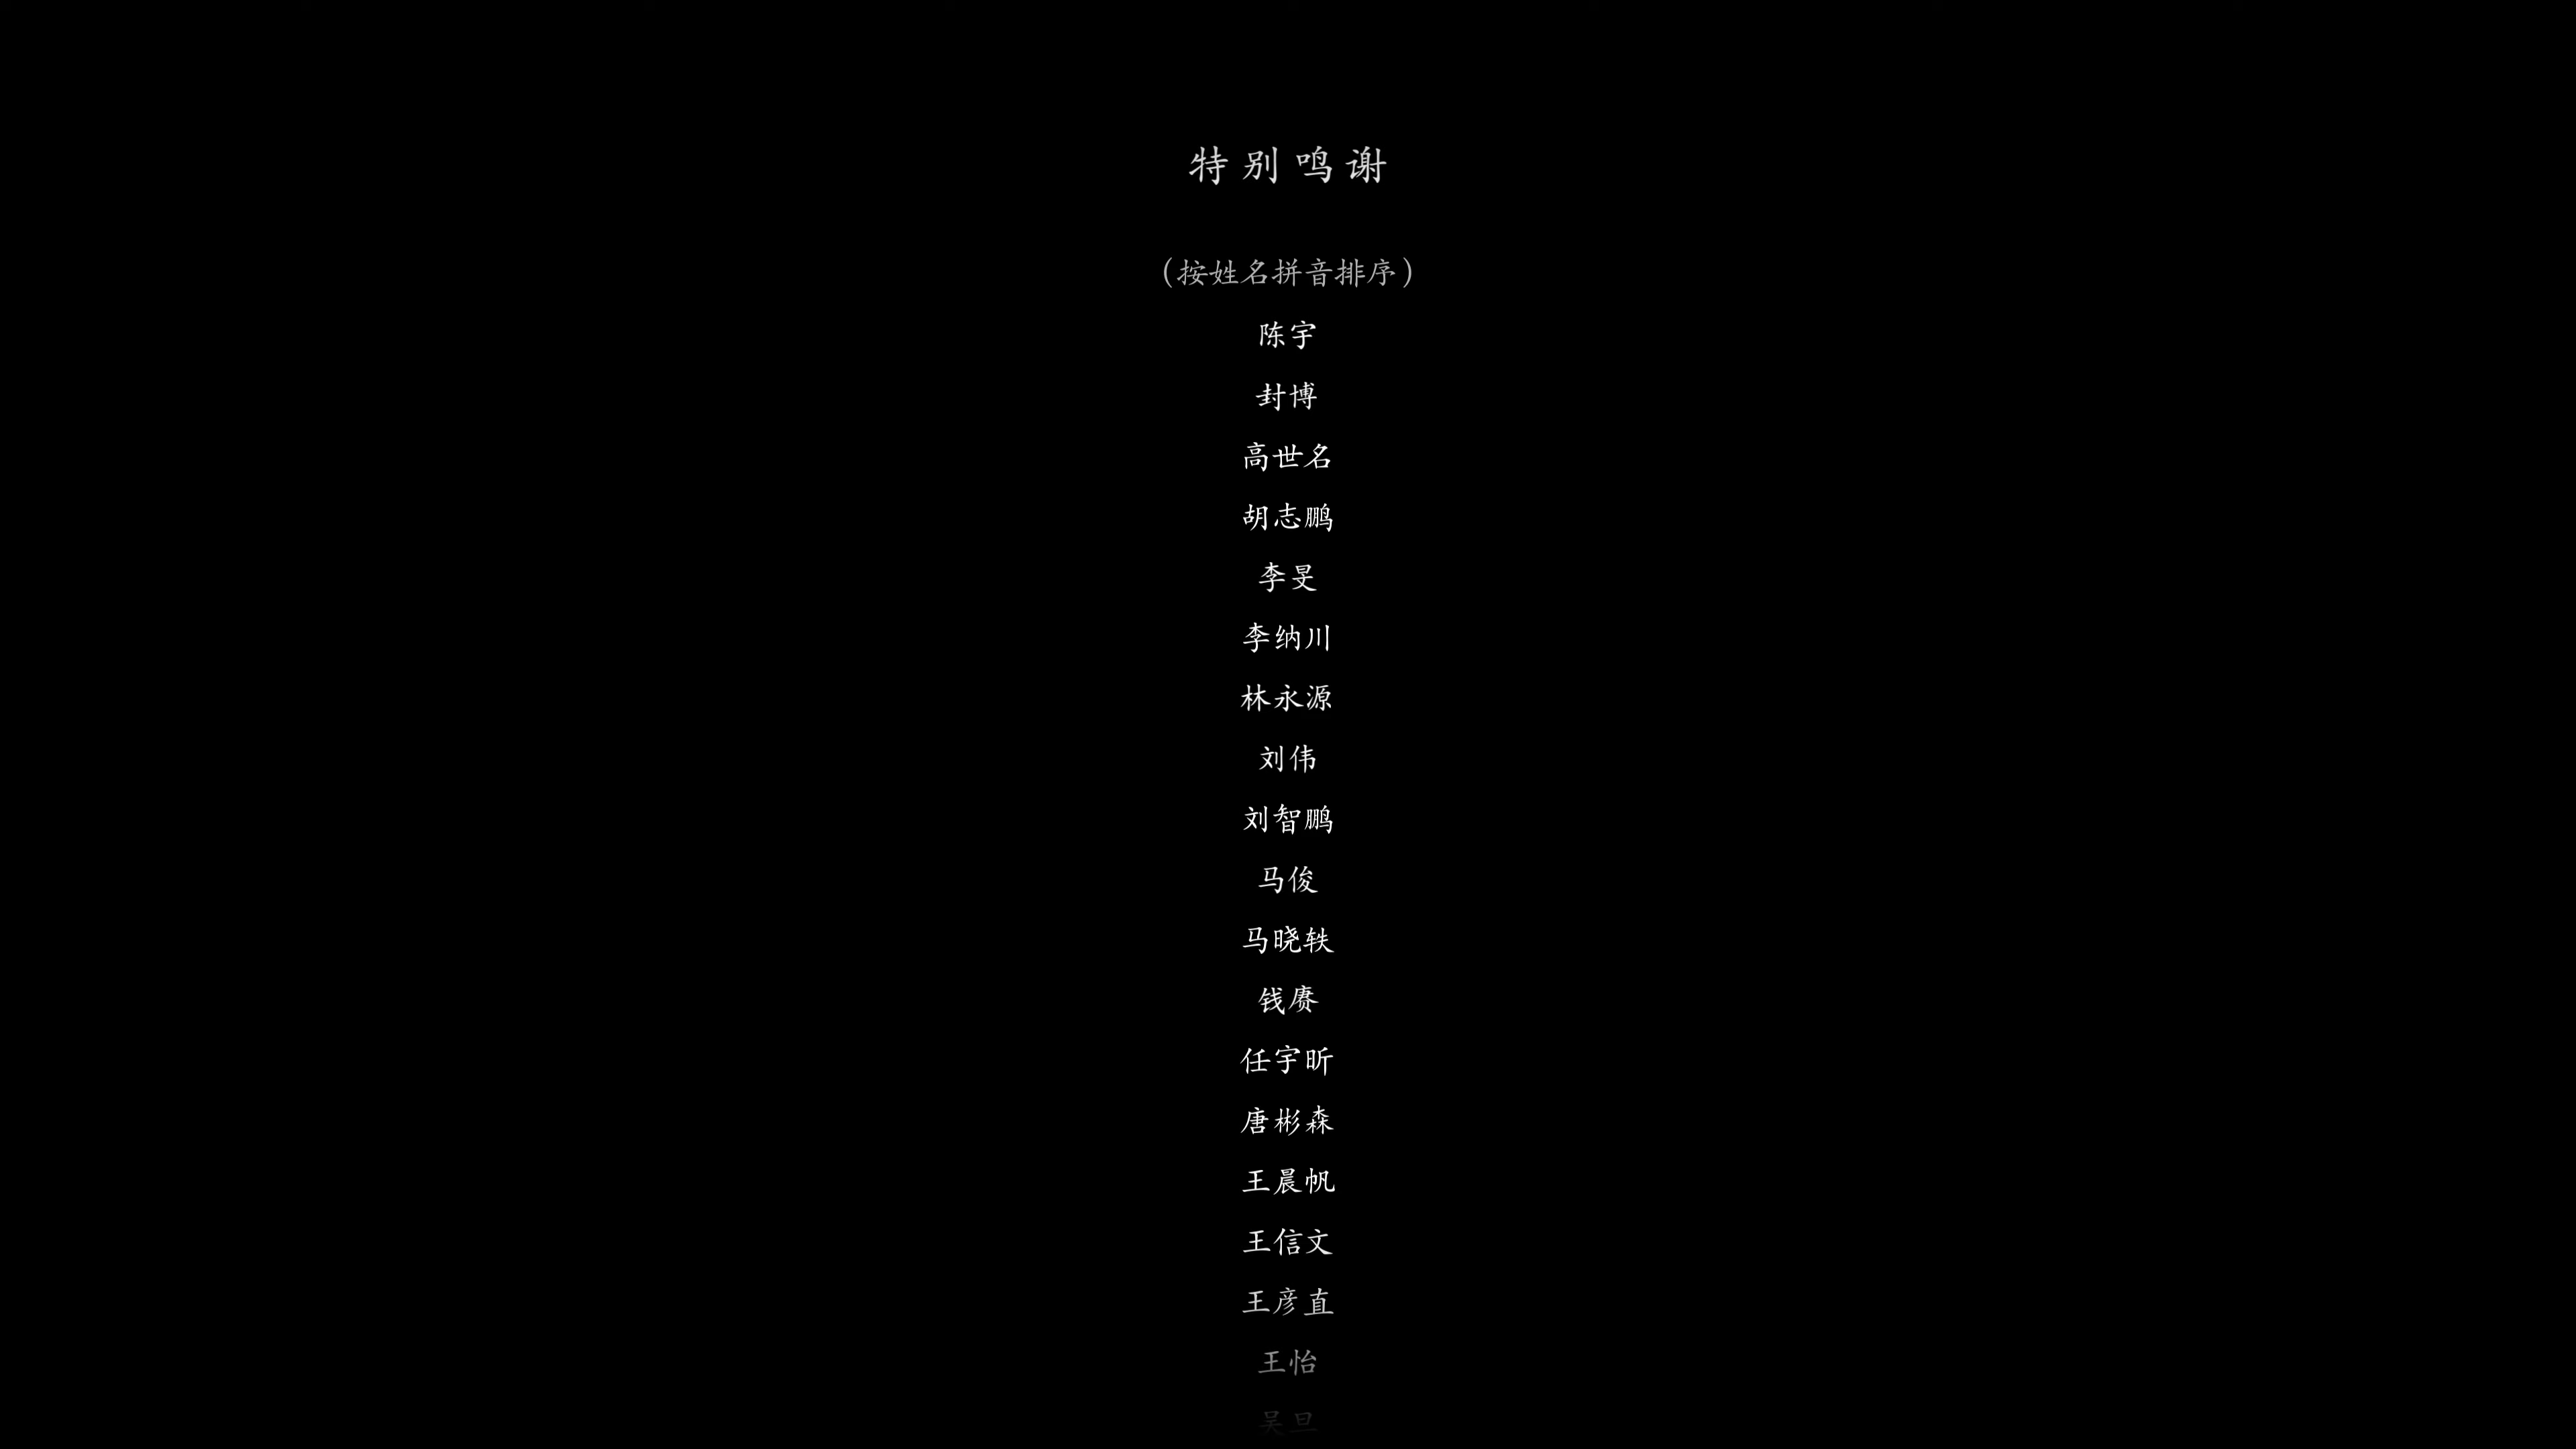 特别鸣谢
（按姓名拼音排序）
陈宇
封博
高世名
胡志鹏
李旻
李纳川
林永源
刘伟
刘智鹏
马俊
马晓轶
钱赓
任宇昕
唐彬森
王晨帆
王信文
王彦直
王怡
吴旦